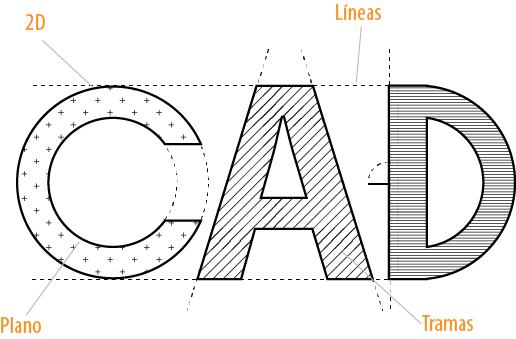 2D
Líneas
CAD
Plano
Tramas